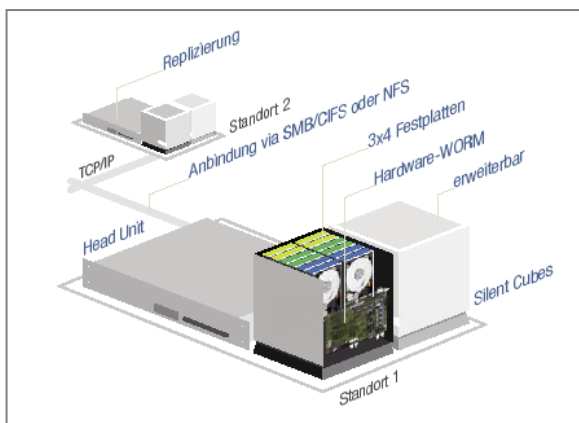 Replizierung
Standort 2
TCP/IP
Anbindung via SMB/CIFS oder NFS
3x4 Festplatten
Hardware-WORM
erweiterbar
Head Unit
Silent Cubes
Standort 1